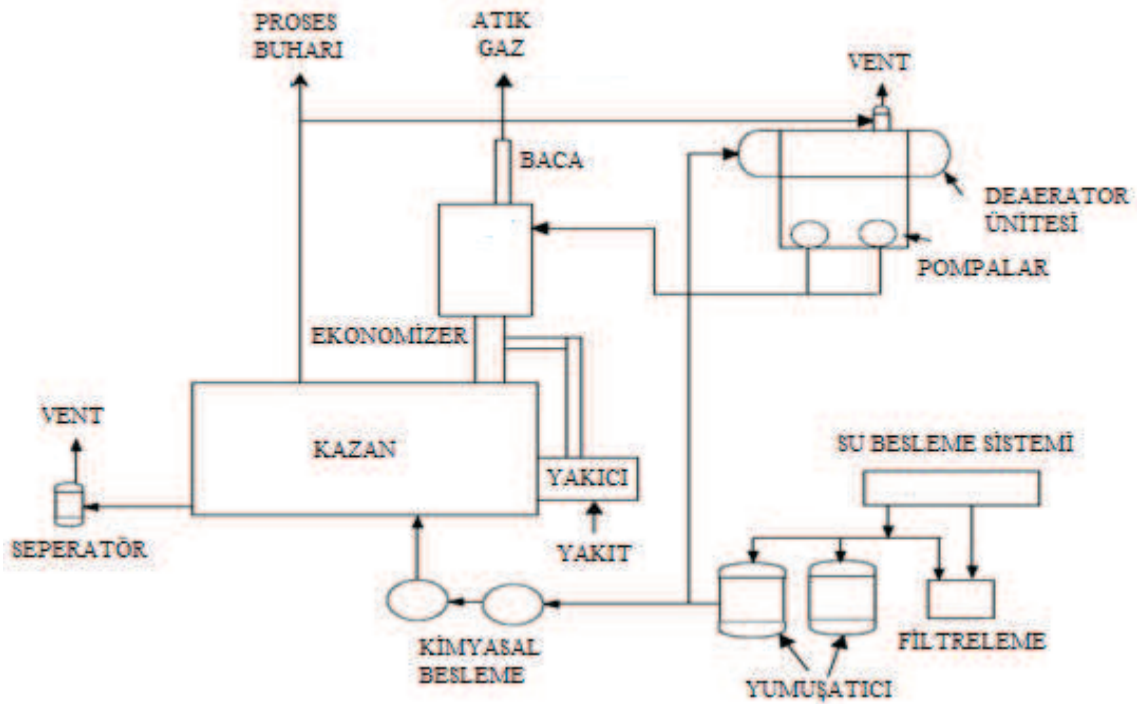 PROSES
BUHARI
ATIK
GAZ
VENT
BACA
DEAERATOR
ÜNİTESİ
POMPALAR
EKONOMİZER
VENT
KAZAN
SU BESLEME SİSTEMİ
YAKICI
SEPERATÖR
YAKIT
KİMYASAL
BESLEME
FİLTRELEME
YUMUŞATICI